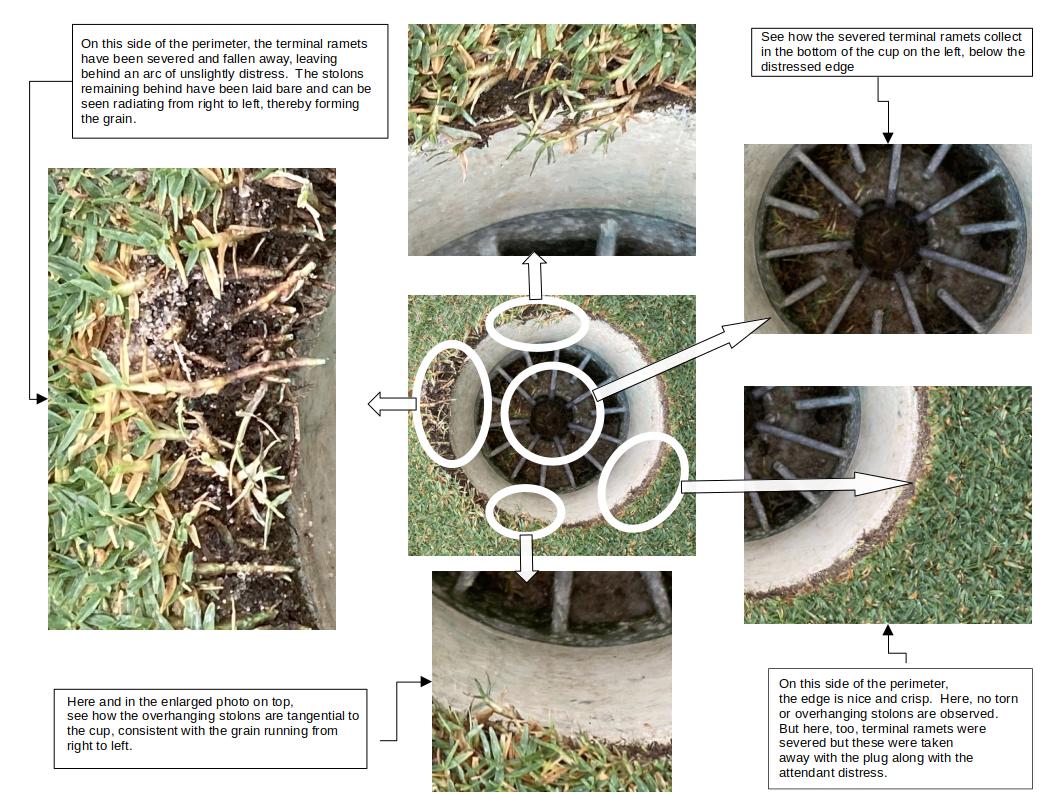 On this side of the perimeter, the terminal ramets
have been severed and fallen away, leaving
behind an arc of unslightly distress.  The stolons
remaining behind have been laid bare and can be
seen radiating from right to left, thereby forming
the grain.
See how the severed terminal ramets collect
in the bottom of the cup on the left, below the
distressed edge
Here and in the enlarged photo on top,
see how the overhanging stolons are tangential to
the cup, consistent with the grain running from
right to left.
On this side of the perimeter,
the edge is nice and crisp.  Here, no torn
or overhanging stolons are observed.
But here, too, terminal ramets were
severed but these were taken
away with the plug along with the
attendant distress.